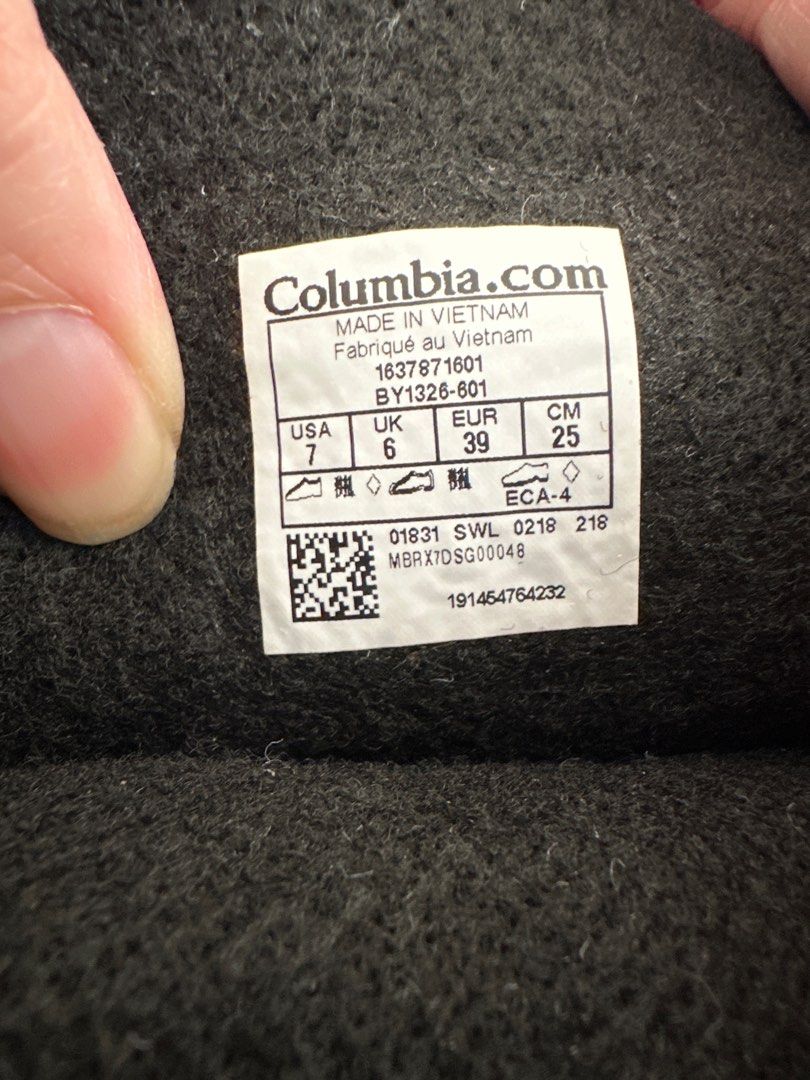 Columbia.com
MADE IN VIETNAM
Fabriqué au Vietnam
1637871601
BY1326-601
USA UK EUR CM
7 6 39 25
ECA-4
01831 SWL 0218 218
MBRX7DSG00048
191454764232